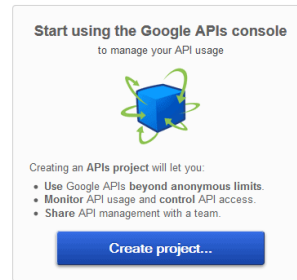 Start using the Google APIs console
to manage your API usage
Creating an APIs project will let you:
• Use Google APIs beyond anonymous limits.
• Monitor API usage and control API access.
• Share API management with a team.
Create project...